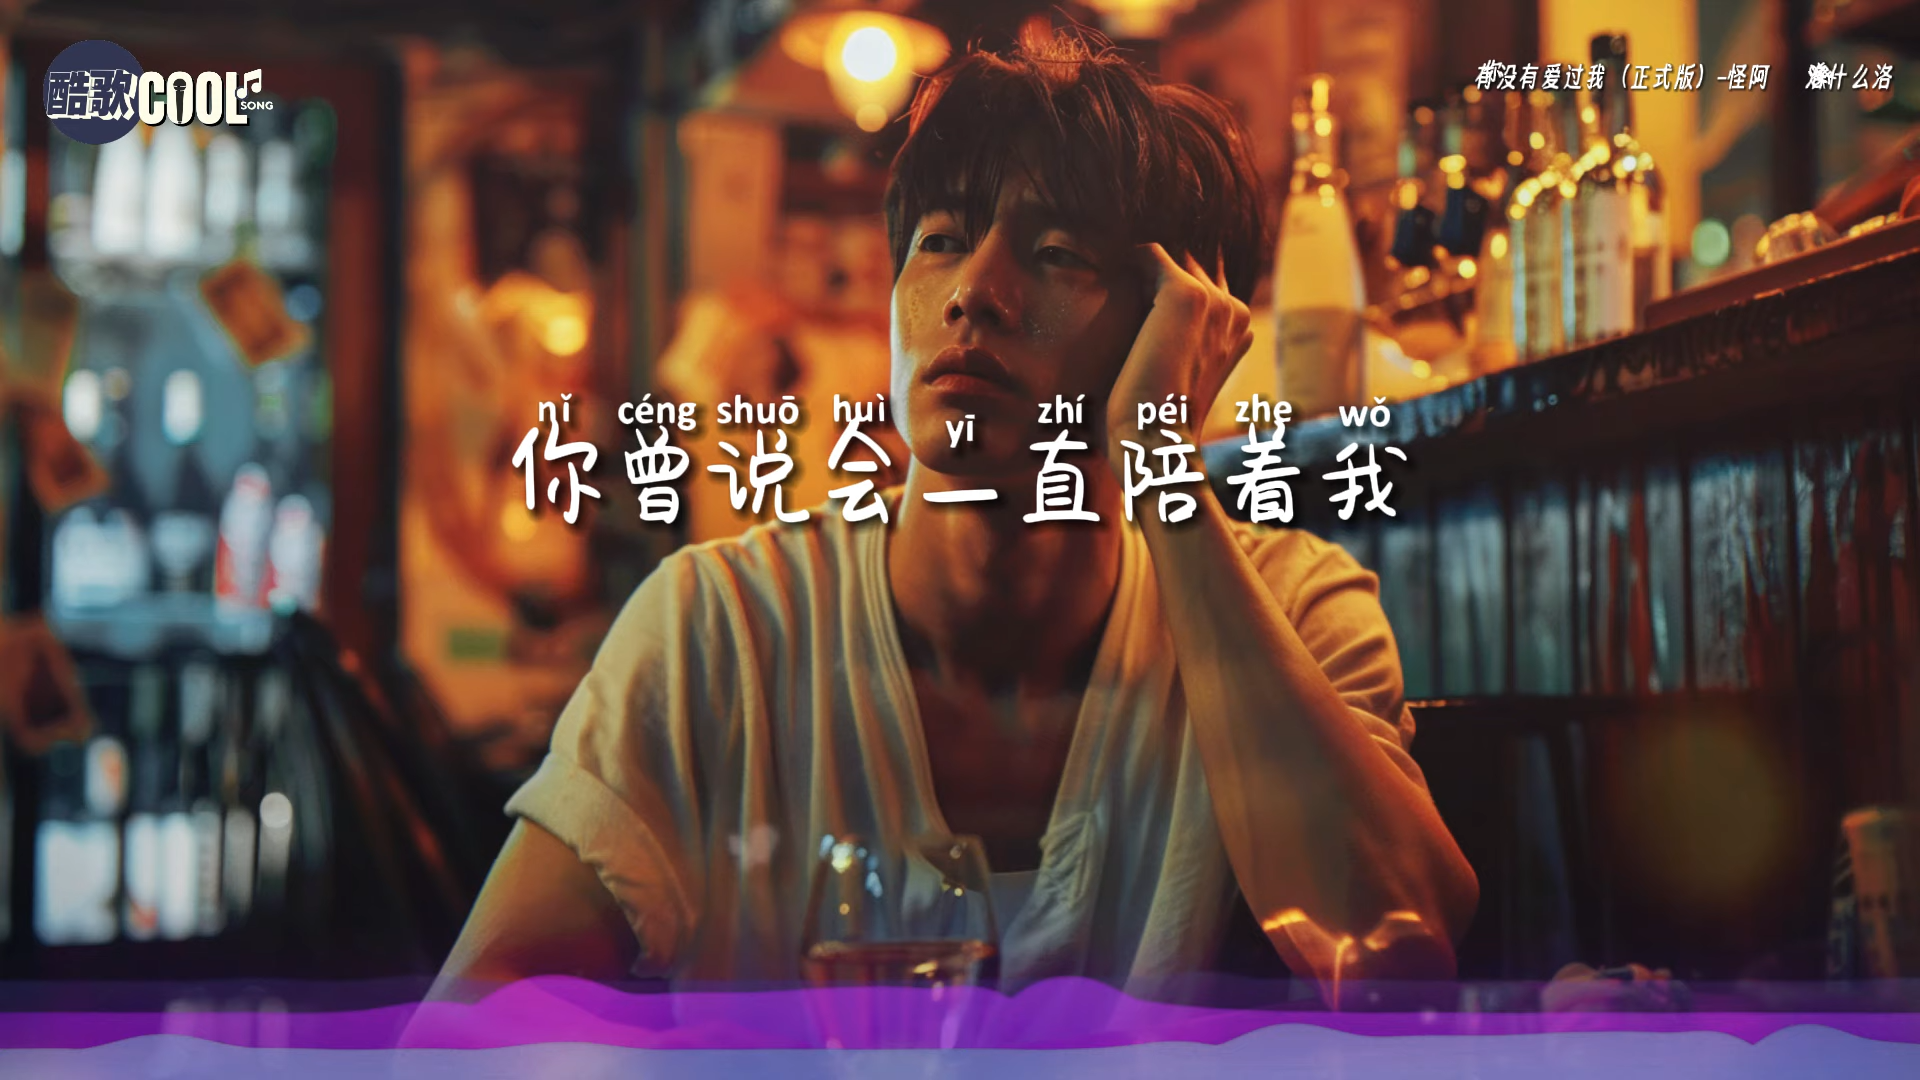 酷歌COOL
SONG
有没有爱过我（正式版）-怪阿 什么洛
nǐ céng shuō huì yī zhí péi zhe wǒ
你曾说会一直陪着我